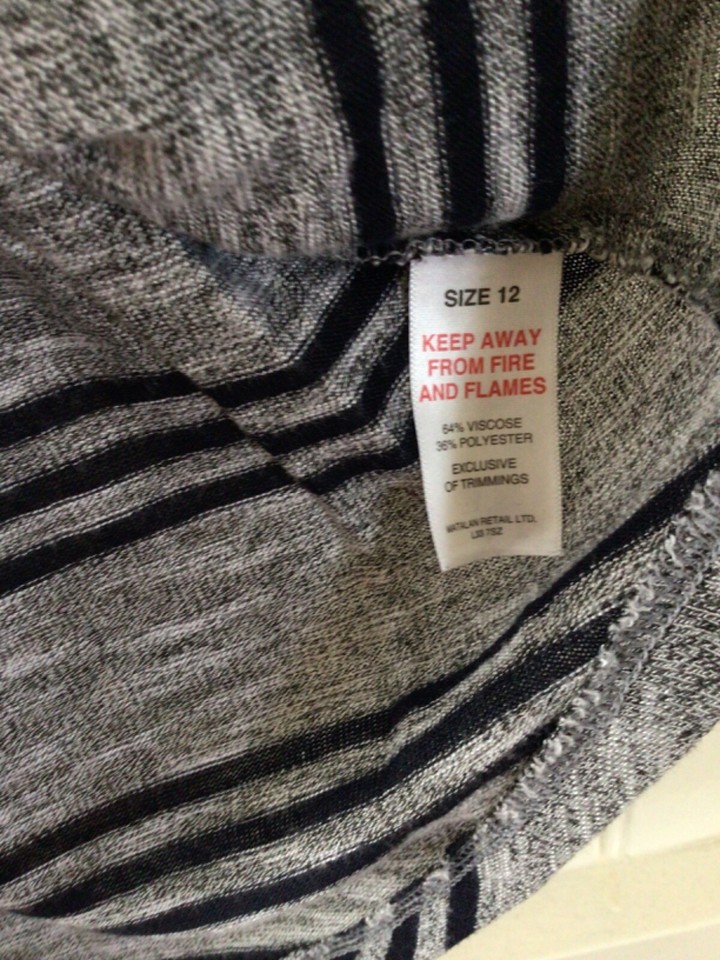 SIZE 12
KEEP AWAY
FROM FIRE
AND FLAMES
64% VISCOSE
36% POLYESTER
EXCLUSIVE
OF TRIMMINGS
MATALAN RETAIL LTD,